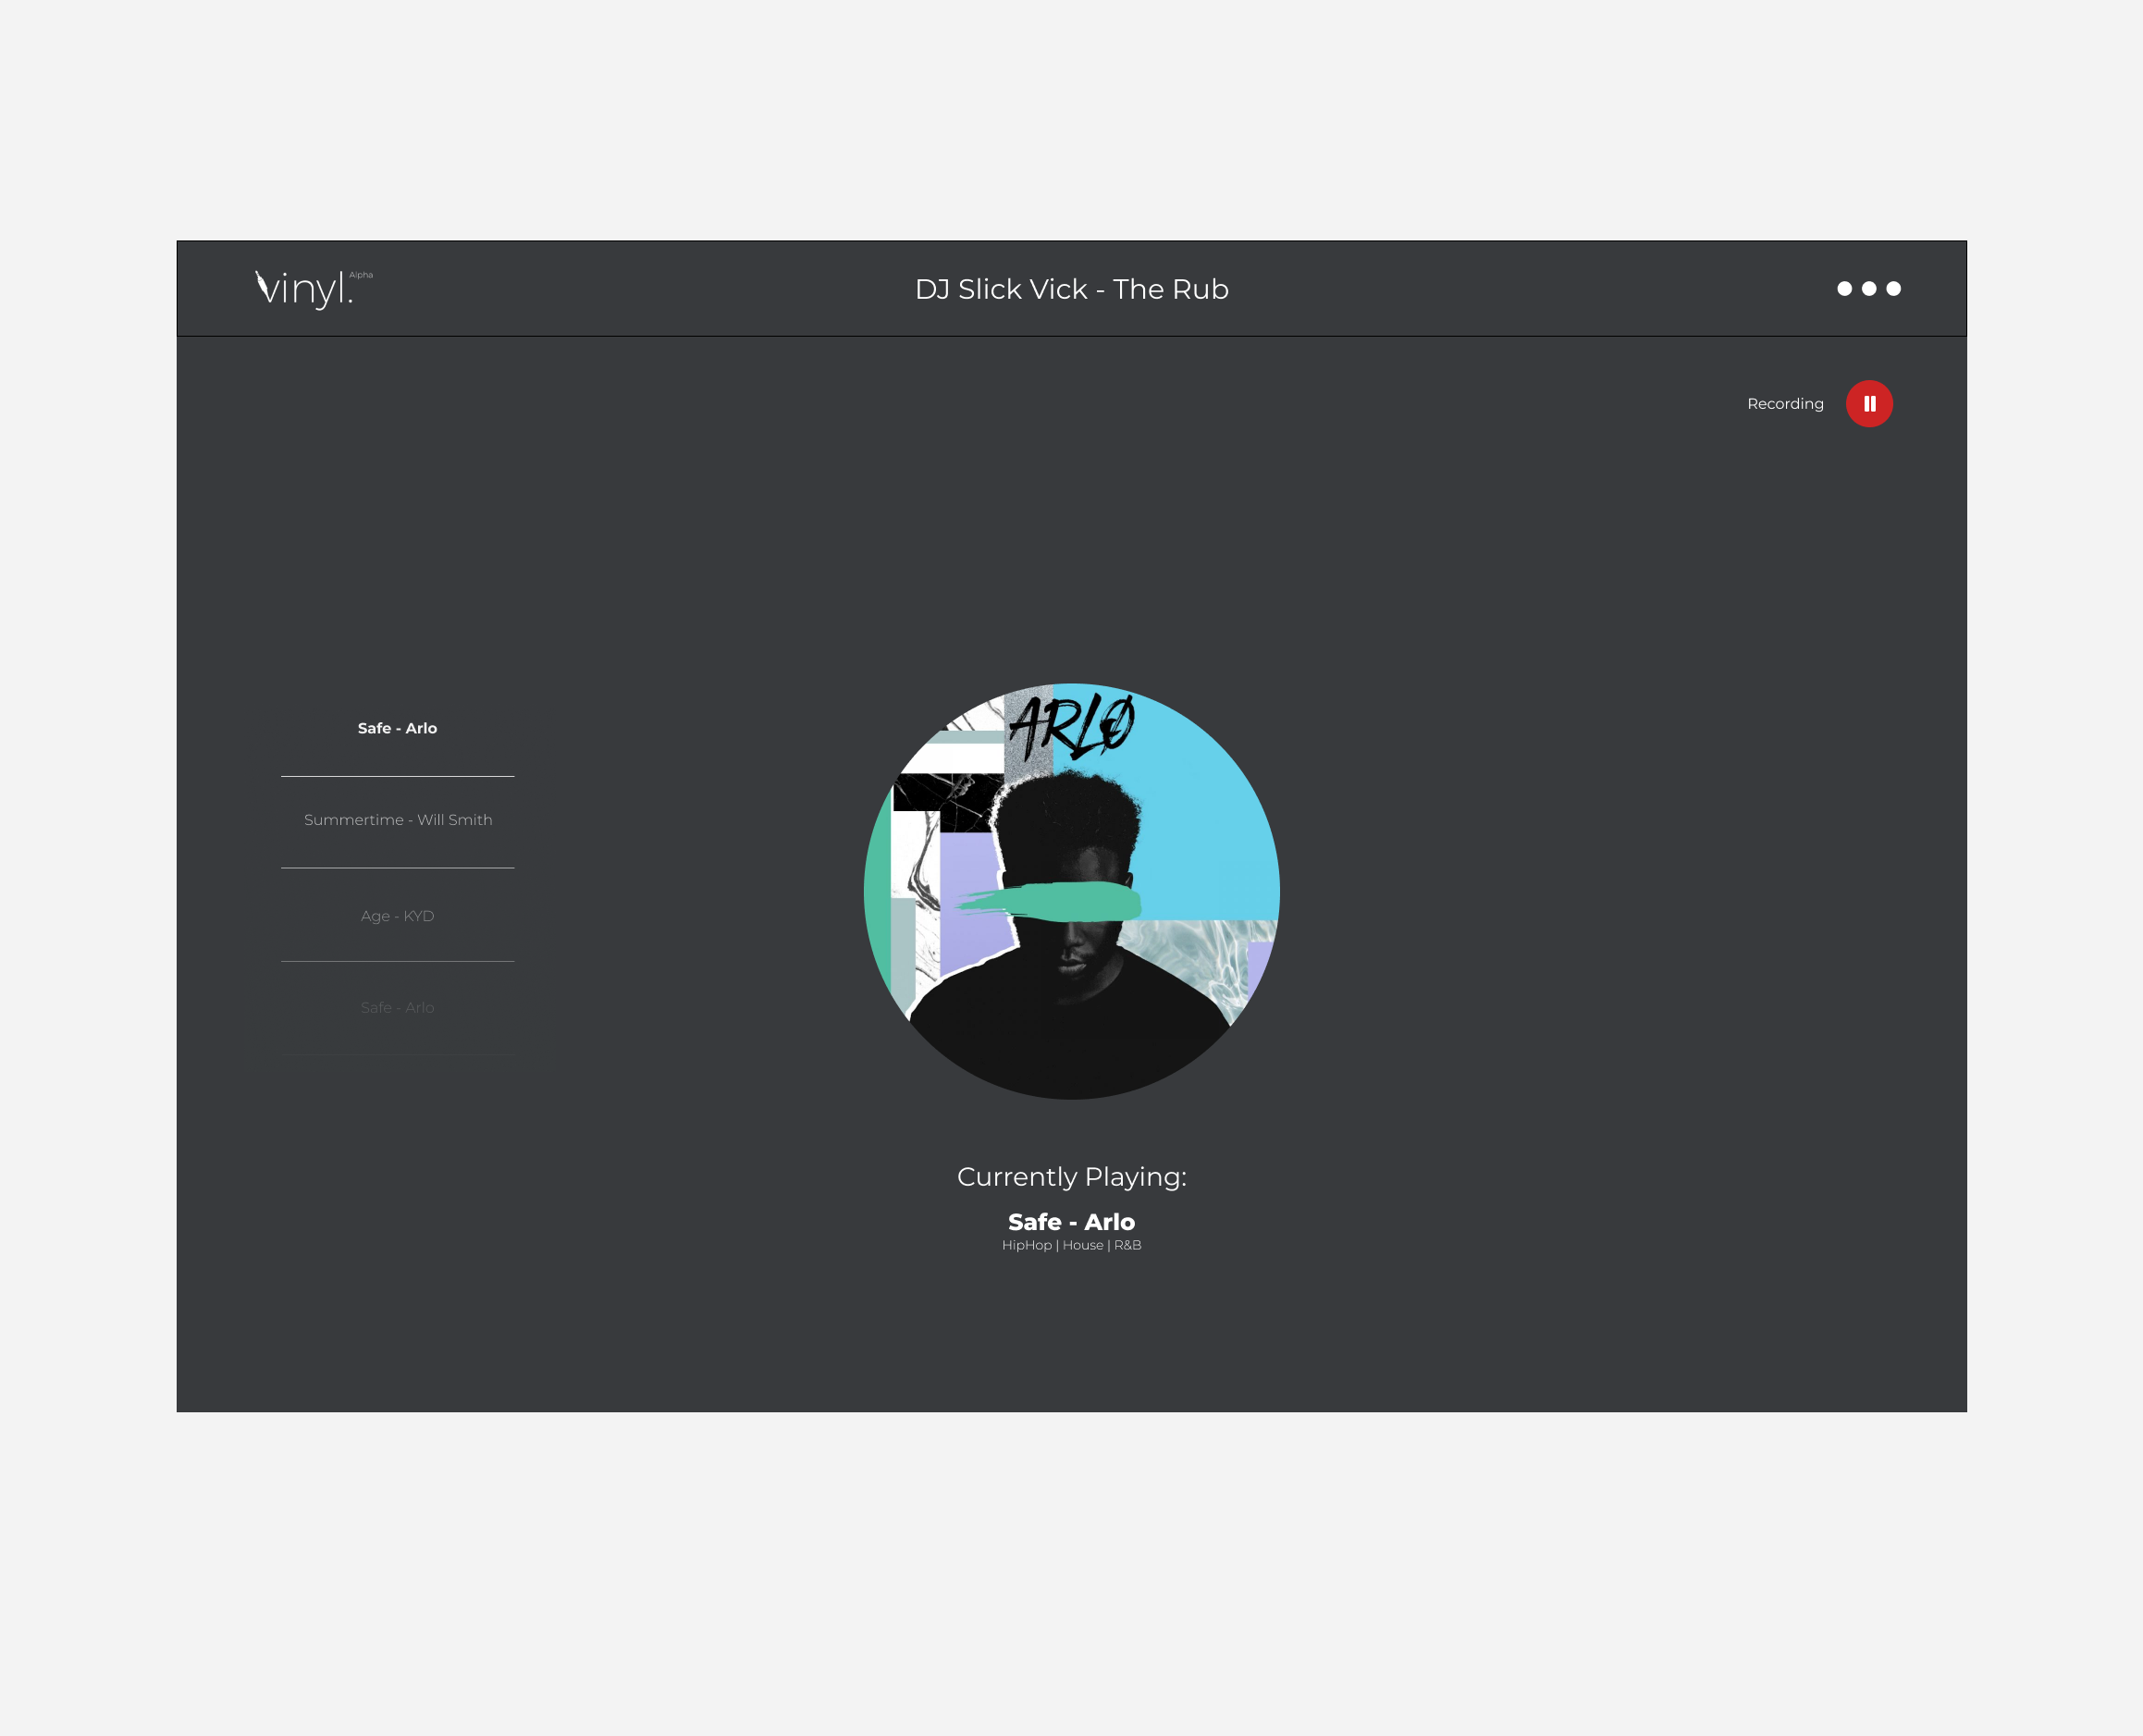 vinyl. Alpha
DJ Slick Vick - The Rub
Recording
Safe - Arlo
Summertime - Will Smith
Age - KYD
Safe - Arlo
ARLO
Currently Playing:
Safe - Arlo
HipHop | House | R&B